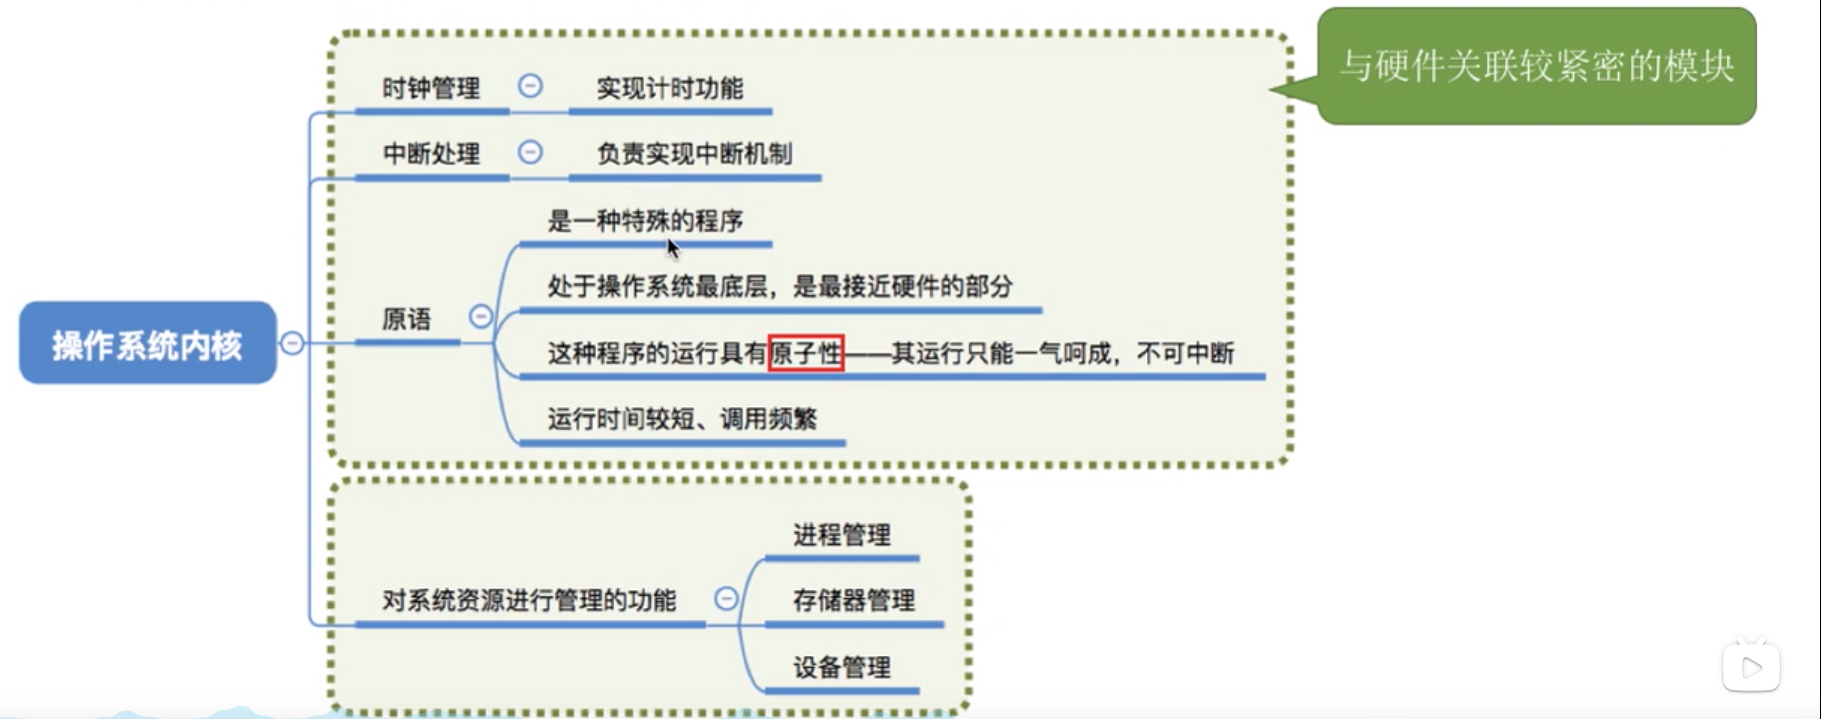 与硬件关联较紧密的模块
时钟管理
实现计时功能
中断处理
负责实现中断机制
是一种特殊的程序
处于操作系统最底层，是最接近硬件的部分
原语
这种程序的运行具有原子性——其运行只能一气呵成，不可中断
运行时间较短、调用频繁
操作系统内核
进程管理
对系统资源进行管理的功能
存储器管理
设备管理